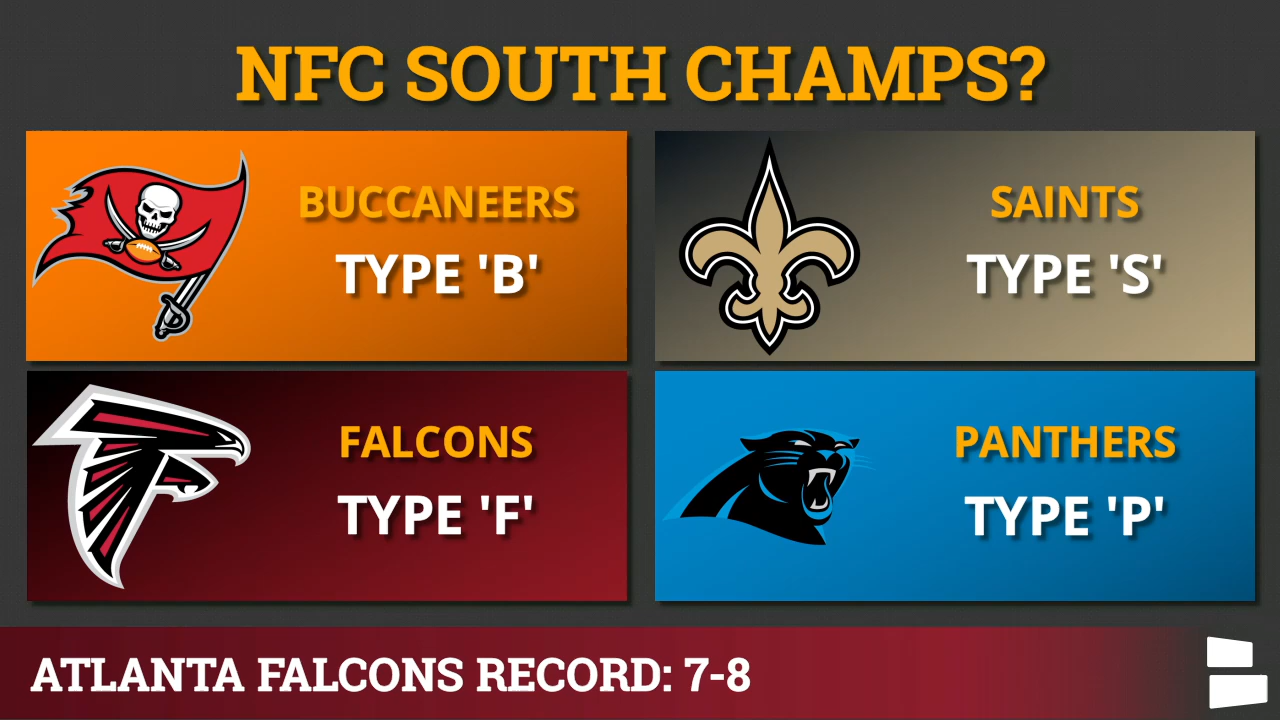 NFC SOUTH CHAMPS?
BUCCANEERS
TYPE 'B'
SAINTS
TYPE 'S'
FALCONS
TYPE 'F'
PANTHERS
TYPE 'P'
ATLANTA FALCONS RECORD: 7-8